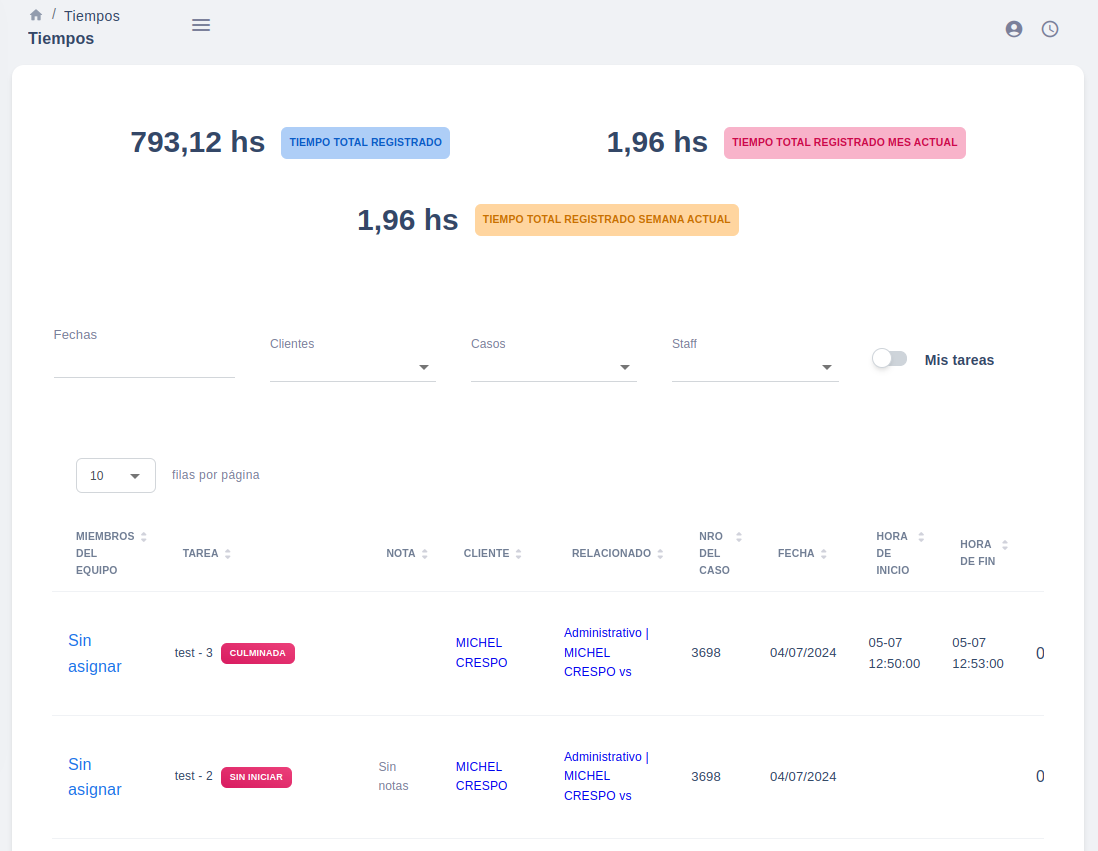 / Tiempos
Tiempos
793,12 hs TIEMPO TOTAL REGISTRADO
1,96 hs TIEMPO TOTAL REGISTRADO MES ACTUAL
1,96 hs TIEMPO TOTAL REGISTRADO SEMANA ACTUAL
Fechas
Clientes
Casos
Staff
Mis tareas
10 filas por página
MIEMBROS
DEL
EQUIPO
TAREA
NOTA
CLIENTE
RELACIONADO
NRO
DEL
CASO
FECHA
HORA
DE
INICIO
HORA
DE FIN
Sin
asignar
test - 3 CULMINADA
MICHEL
CRESPO
Administrativo |
MICHEL
CRESPO vs
3698
04/07/2024
05-07
12:50:00
05-07
12:53:00
0
Sin
asignar
test - 2 SIN INICIAR
Sin
notas
MICHEL
CRESPO
Administrativo |
MICHEL
CRESPO vs
3698
04/07/2024
0